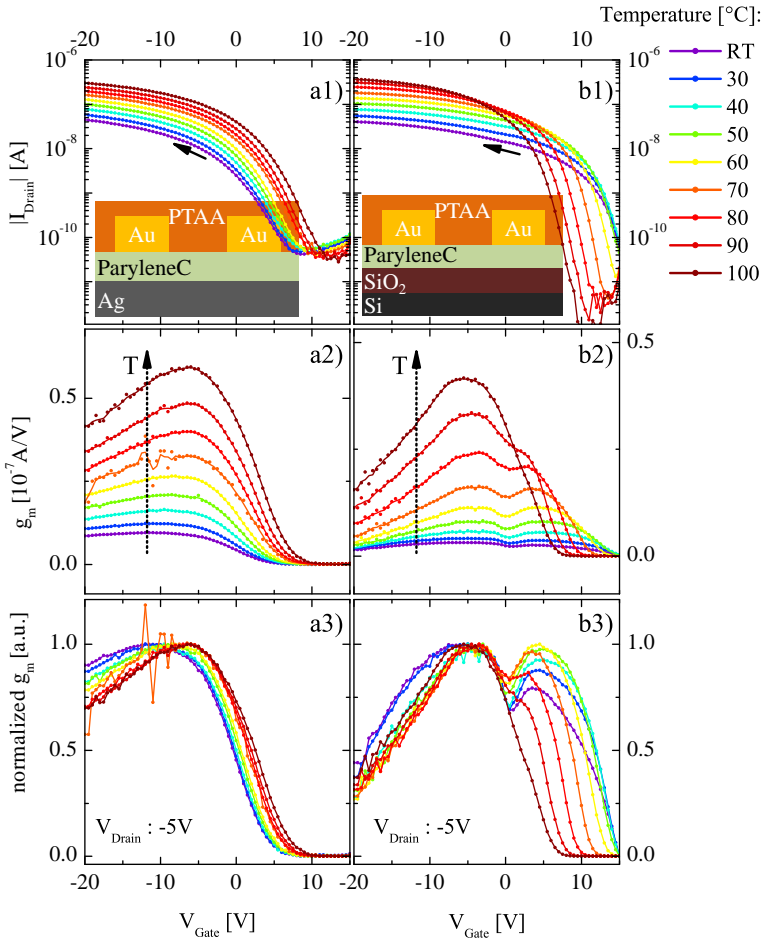 Temperature [°C]:
-20 -10 0 10 -20 -10 0 10
10⁻⁶ a1) b1) 10⁻⁶ RT
30
40
10⁻⁸ 10⁻⁸ 50
60
|I_Drain| [A] 70
PTAA PTAA 80
10⁻¹⁰ Au Au Au Au 10⁻¹⁰ 90
ParyleneC ParyleneC 100
SiO₂
Ag Si
a2) b2) 0.5
T T
0.5
g_m [10⁻⁷A/V]
0.0 0.0
a3) b3)
1.0 1.0
normalized g_m [a.u.]
0.5 0.5
V_Drain : -5V V_Drain : -5V
0.0 0.0
-20 -10 0 10 -20 -10 0 10
V_Gate [V] V_Gate [V]